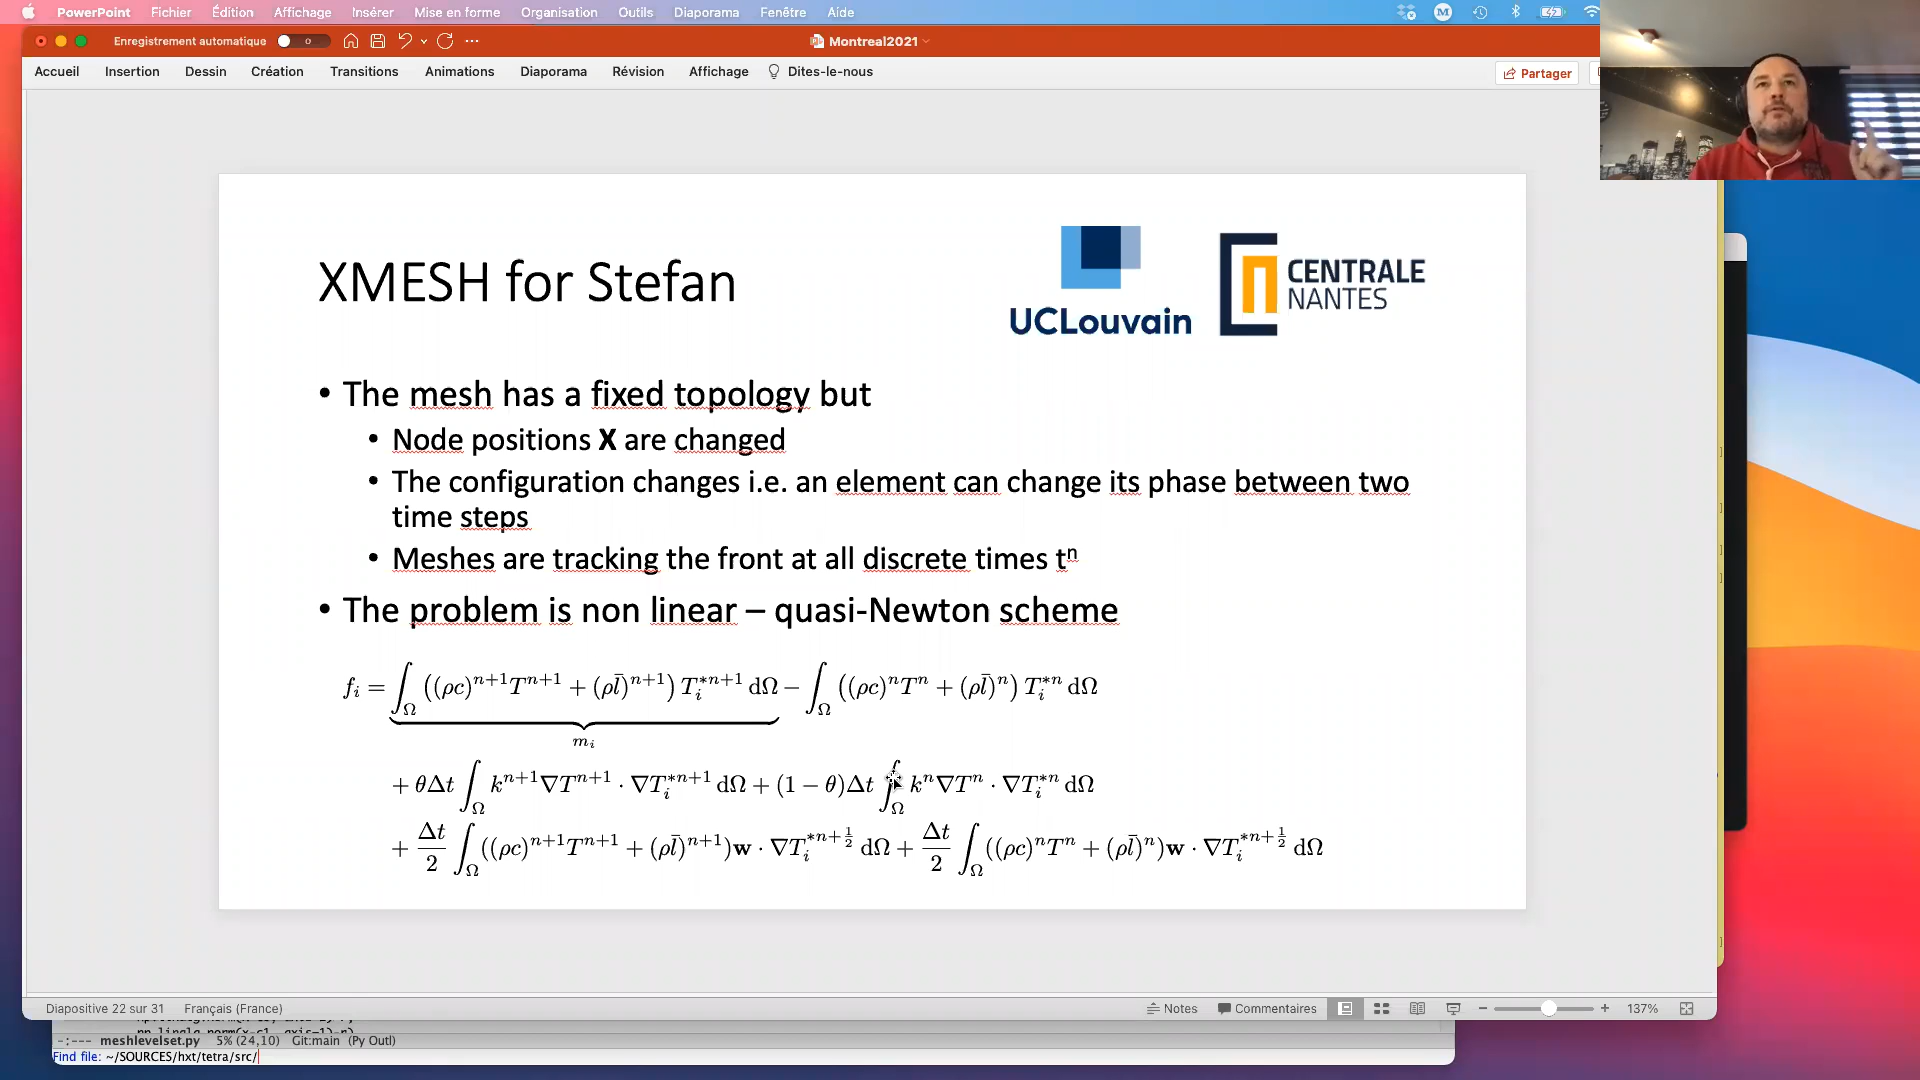 PowerPoint Fichier Édition Affichage Insérer Mise en forme Organisation Outils Diaporama Fenêtre Aide
Enregistrement automatique
Montreal2021
Accueil Insertion Dessin Création Transitions Animations Diaporama Révision Affichage Dites-le-nous
Partager
XMESH for Stefan
UCLouvain
CENTRALE
NANTES
• The mesh has a fixed topology but
• Node positions X are changed
• The configuration changes i.e. an element can change its phase between two
time steps
• Meshes are tracking the front at all discrete times tⁿ
• The problem is non linear – quasi-Newton scheme
f_i = ∫_Ω ((ρc)^{n+1} T^{n+1} + (ρl̄)^{n+1}) T_i^{*n+1} dΩ − ∫_Ω ((ρc)^n T^n + (ρl̄)^n) T_i^{*n} dΩ
m_i
+ θΔt ∫_Ω k^{n+1} ∇T^{n+1} · ∇T_i^{*n+1} dΩ + (1 − θ)Δt ∫_Ω k^n ∇T^n · ∇T_i^{*n} dΩ
+ Δt/2 ∫_Ω ((ρc)^{n+1} T^{n+1} + (ρl̄)^{n+1}) w · ∇T_i^{*n+1/2} dΩ + Δt/2 ∫_Ω ((ρc)^n T^n + (ρl̄)^n) w · ∇T_i^{*n+1/2} dΩ
Diapositive 22 sur 31 Français (France) Notes Commentaires 137%
-:--- meshlevelset.py 5% (24,10) Git:main (Py Outl)
Find file: ~/SOURCES/hxt/tetra/src/